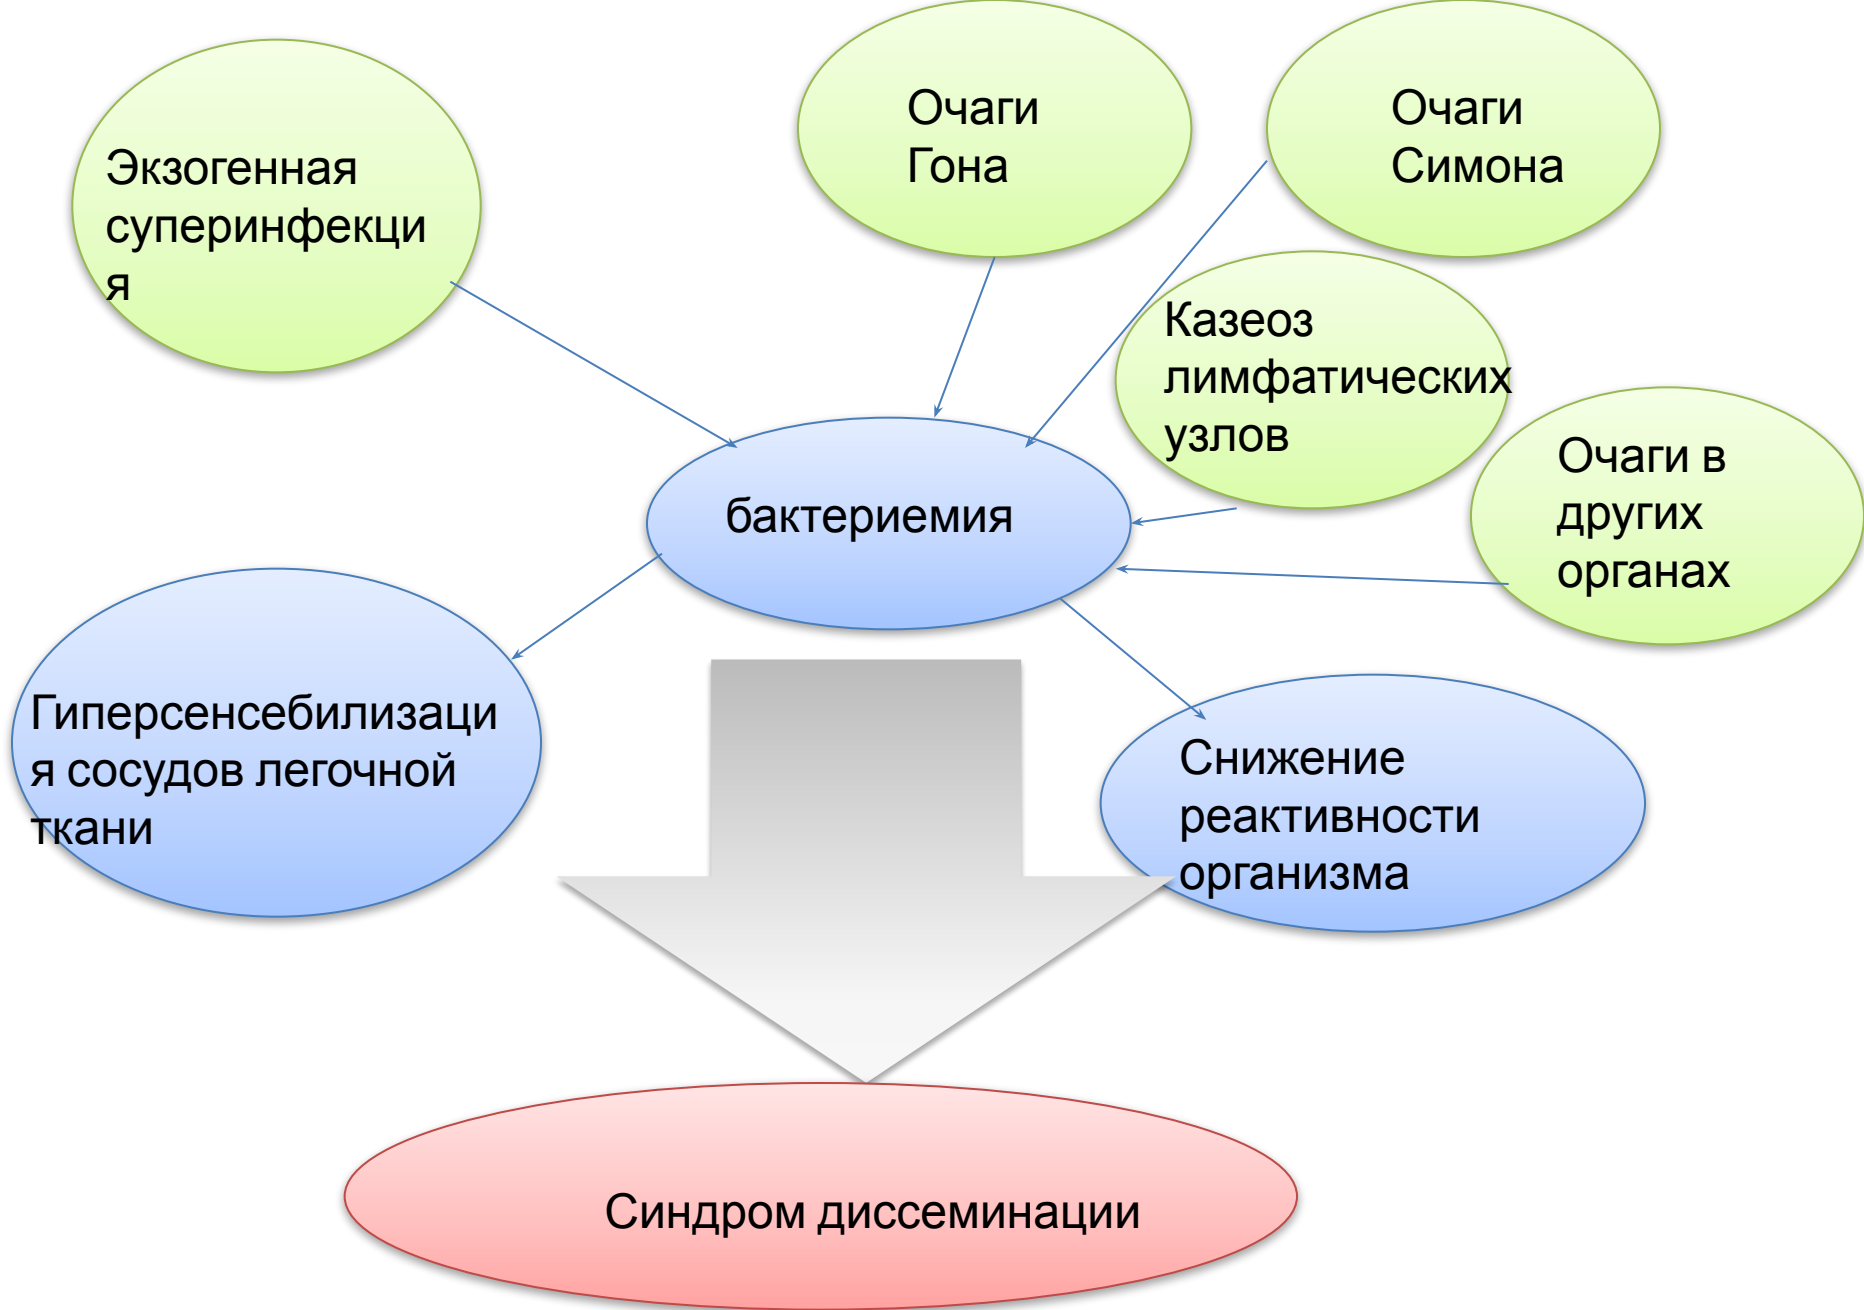 Экзогенная
суперинфекци
я
Очаги
Гона
Очаги
Симона
Казеоз
лимфатических
узлов
Очаги в
других
органах
бактериемия
Гиперсенсебилизаци
я сосудов легочной
ткани
Снижение
реактивности
организма
Синдром диссеминации